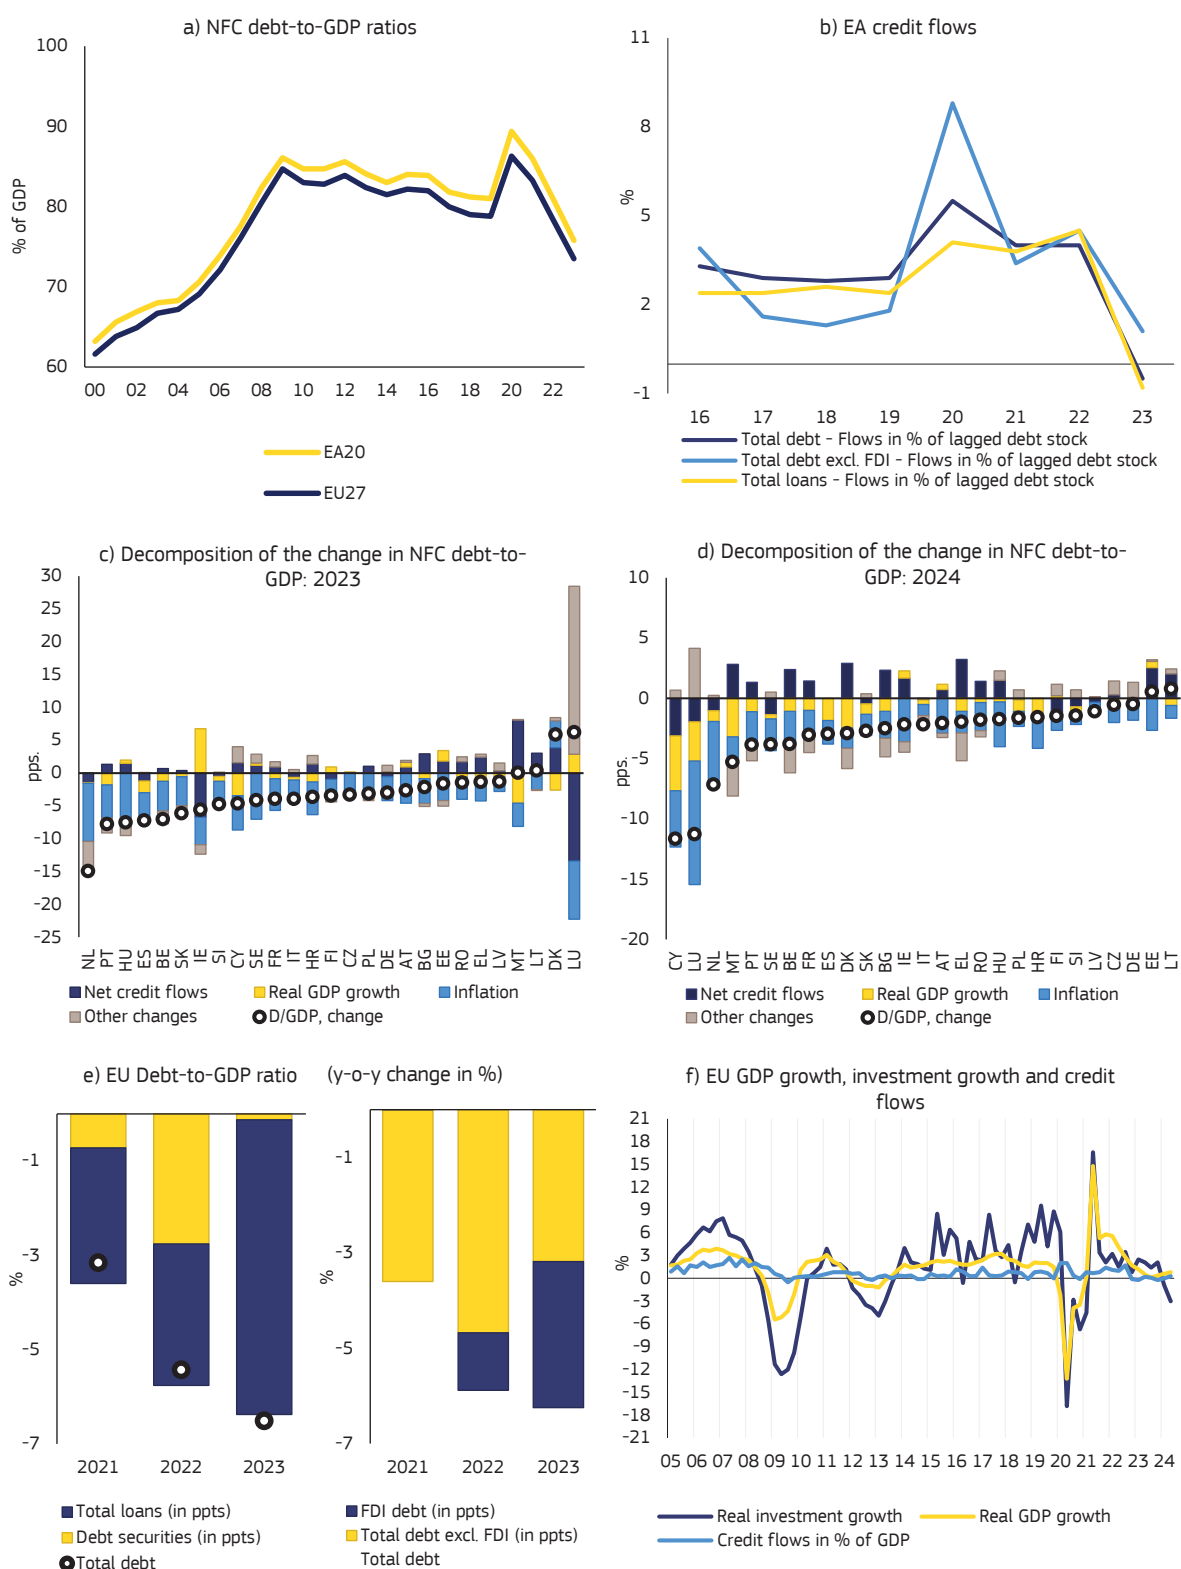 a) NFC debt-to-GDP ratios
100
90
80
70
60
% of GDP
00 02 04 06 08 10 12 14 16 18 20 22
EA20
EU27
b) EA credit flows
11
8
5
2
-1
%
16 17 18 19 20 21 22 23
Total debt - Flows in % of lagged debt stock
Total debt excl. FDI - Flows in % of lagged debt stock
Total loans - Flows in % of lagged debt stock
c) Decomposition of the change in NFC debt-to-
GDP: 2023
30
25
20
15
10
5
0
-5
-10
-15
-20
-25
pps.
NL PT HU ES BE SK IE SI CY SE FR IT HR FI CZ PL DE AT BG EE RO EL LV MT LT DK LU
Net credit flows Real GDP growth Inflation
Other changes D/GDP, change
d) Decomposition of the change in NFC debt-to-
GDP: 2024
10
5
0
-5
-10
-15
-20
pps.
CY LU NL MT PT SE BE FR ES DK SK BG IE IT AT EL RO HU PL HR FI SI LV CZ DE EE LT
Net credit flows Real GDP growth Inflation
Other changes D/GDP, change
e) EU Debt-to-GDP ratio (y-o-y change in %)
-1
-3
-5
-7
%
2021 2022 2023
Total loans (in ppts)
Debt securities (in ppts)
Total debt
-1
-3
-5
-7
%
2021 2022 2023
FDI debt (in ppts)
Total debt excl. FDI (in ppts)
Total debt
f) EU GDP growth, investment growth and credit
flows
21
18
15
12
9
6
3
0
-3
-6
-9
-12
-15
-18
-21
%
05 06 07 08 09 10 11 12 13 14 15 16 17 18 19 20 21 22 23 24
Real investment growth Real GDP growth
Credit flows in % of GDP